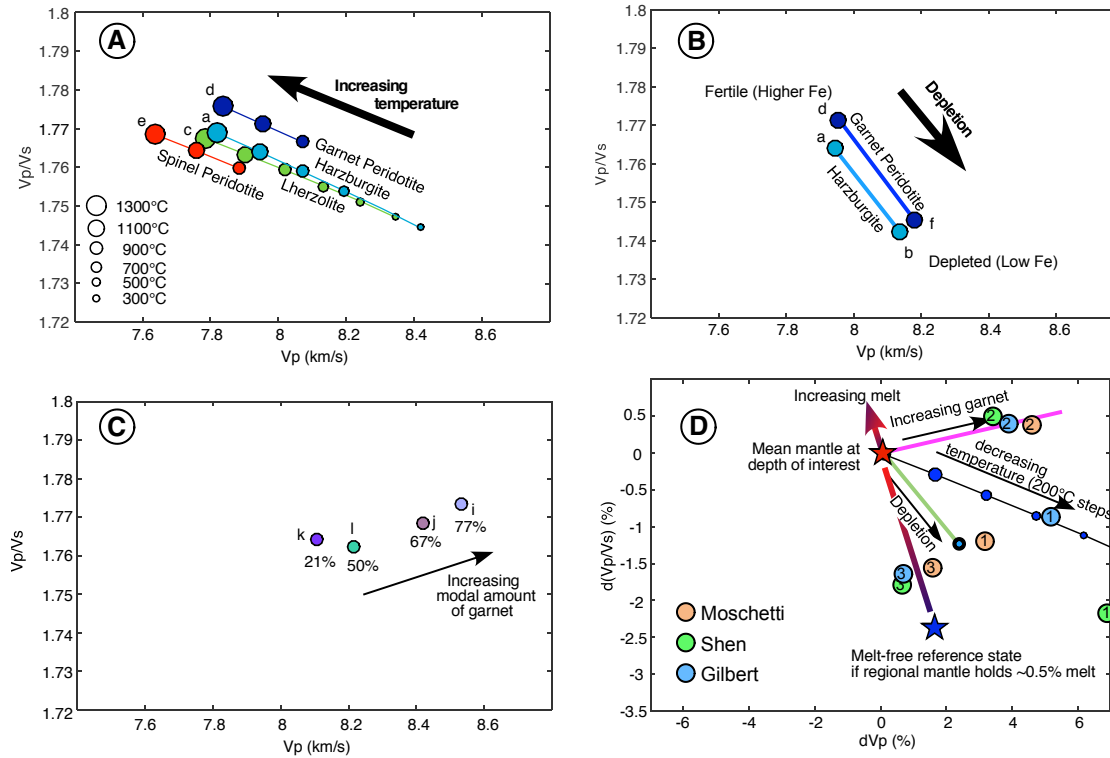 A
1.8
1.79
1.78
1.77
1.76
1.75
1.74
1.73
1.72
Vp/Vs
7.6
7.8
8
8.2
8.4
8.6
Vp (km/s)
Increasing
temperature
d
a
c
e
Garnet Peridotite
Harzburgite
Lherzolite
Spinel Peridotite
1300°C
1100°C
900°C
700°C
500°C
300°C
B
1.8
1.79
1.78
1.77
1.76
1.75
1.74
1.73
1.72
Vp/Vs
7.6
7.8
8
8.2
8.4
8.6
Vp (km/s)
Fertile (Higher Fe)
Depletion
d
a
Garnet Peridotite
Harzburgite
f
b
Depleted (Low Fe)
C
1.8
1.79
1.78
1.77
1.76
1.75
1.74
1.73
1.72
Vp/Vs
7.6
7.8
8
8.2
8.4
8.6
Vp (km/s)
k
21%
l
50%
j
67%
i
77%
Increasing
modal amount
of garnet
D
0.5
0
-0.5
-1
-1.5
-2
-2.5
-3
-3.5
d(Vp/Vs) (%)
-6
-4
-2
0
2
4
6
dVp (%)
Increasing melt
Increasing garnet
Mean mantle at
depth of interest
decreasing
temperature (200°C steps
Depletion
2
2
2
1
1
1
3
3
3
Moschetti
Shen
Gilbert
Melt-free reference state
if regional mantle holds ~0.5% melt